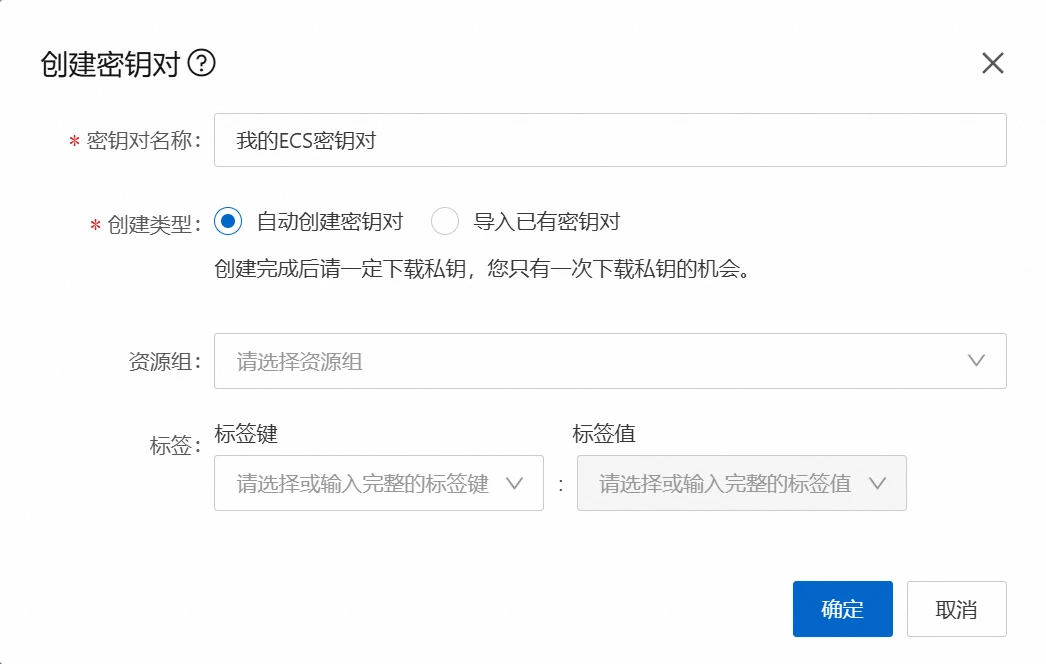 创建密钥对
* 密钥对名称: 我的ECS密钥对
* 创建类型: 自动创建密钥对 导入已有密钥对
创建完成后请一定下载私钥，您只有一次下载私钥的机会。
资源组: 请选择资源组
标签: 标签键 标签值
请选择或输入完整的标签键 : 请选择或输入完整的标签值
确定 取消